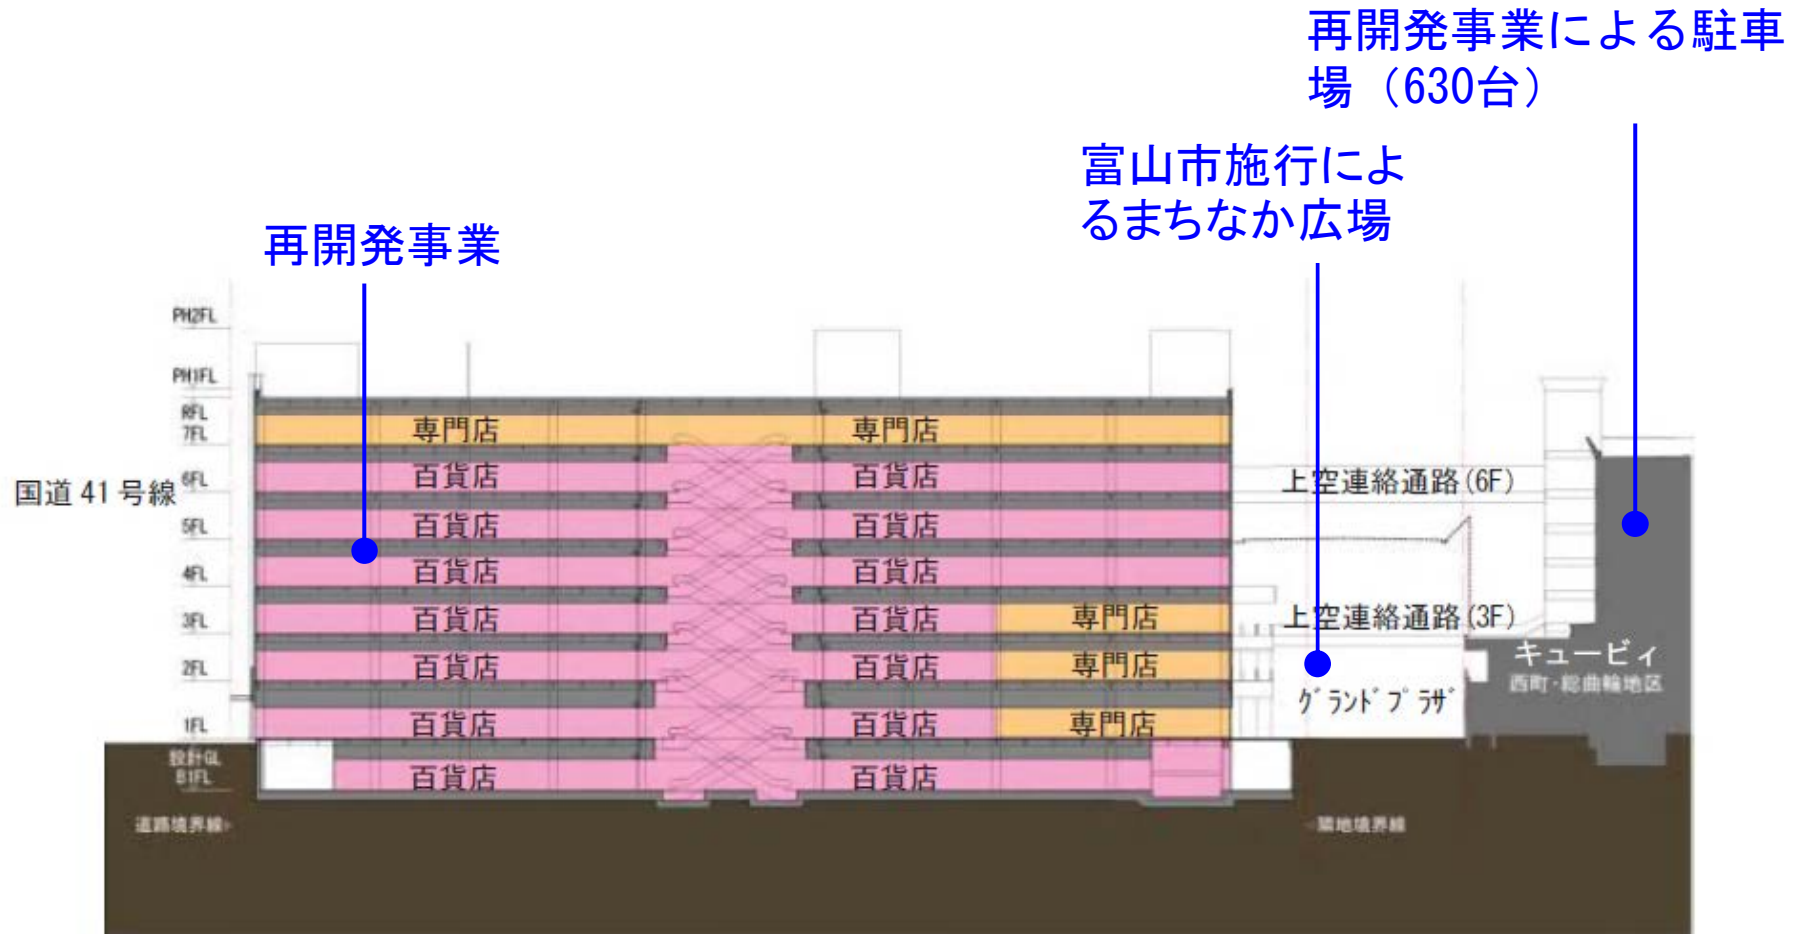 再開発事業による駐車
場（630台）
富山市施行によ
るまちなか広場
再開発事業
PH2FL
PH1FL
RFL
7FL
専門店 専門店
国道41号線
6FL
百貨店 百貨店
上空連絡通路(6F)
5FL
百貨店 百貨店
4FL
百貨店 百貨店
3FL
百貨店 百貨店 専門店
上空連絡通路(3F)
2FL
百貨店 百貨店 専門店
キュービィ
西町・総曲輪地区
ｸﾞﾗﾝﾄﾞﾌﾟﾗｻﾞ
1FL
百貨店 百貨店 専門店
設計GL
B1FL
百貨店 百貨店
道路境界線
隣地境界線